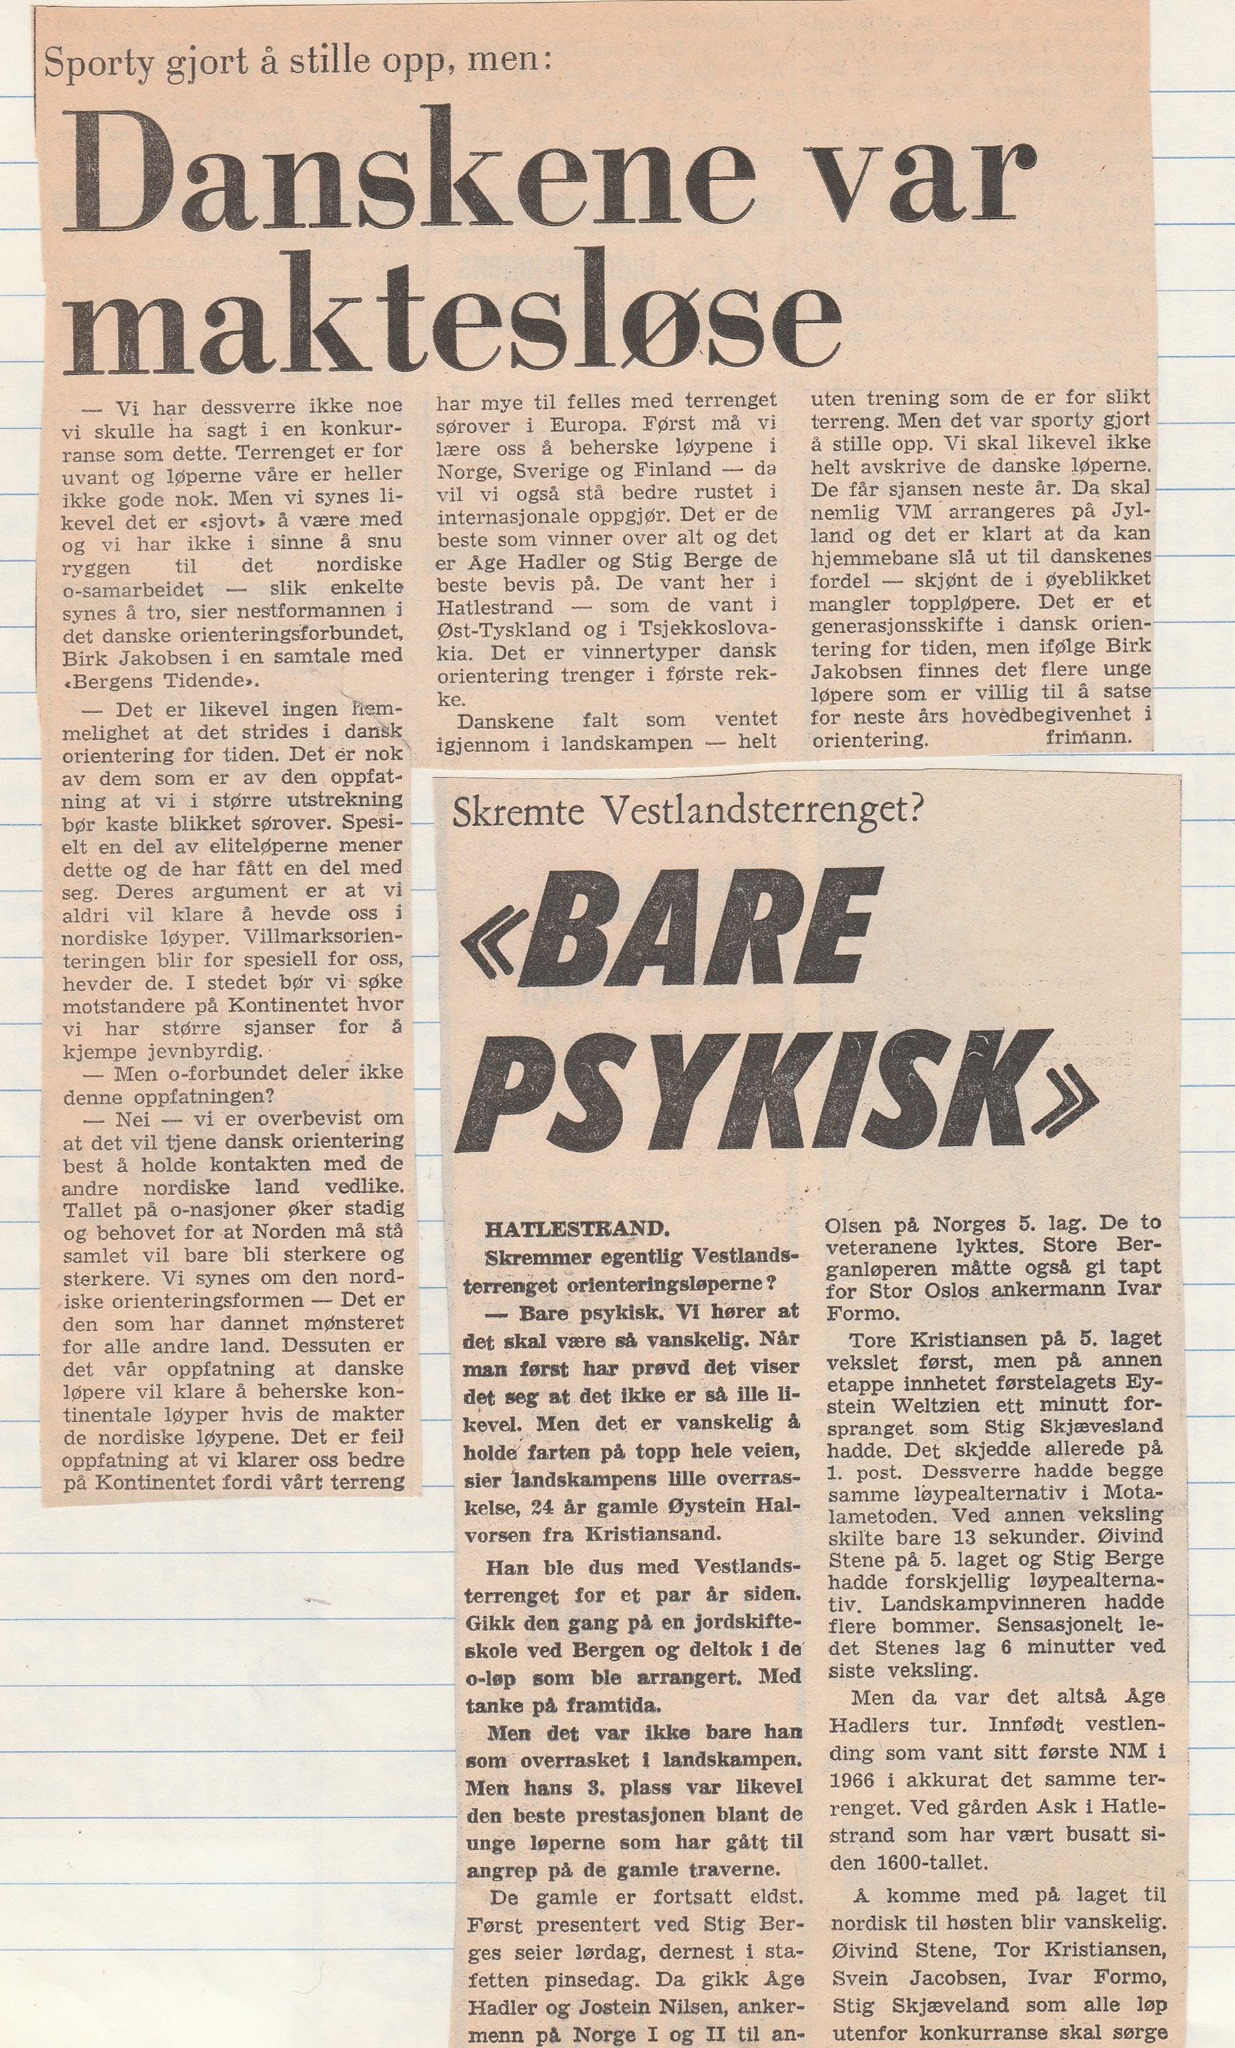 Sporty gjort å stille opp, men:
Danskene var
maktesløse
— Vi har dessverre ikke noe
vi skulle ha sagt i en konkur-
ranse som dette. Terrenget er for
uvant og løperne våre er heller
ikke gode nok. Men vi synes li-
kevel det er «sjovt» å være med
og vi har ikke i sinne å snu
ryggen til det nordiske
o-samarbeidet — slik enkelte
synes å tro, sier nestformannen i
det danske orienteringsforbundet,
Birk Jakobsen i en samtale med
«Bergens Tidende».
— Det er likevel ingen hem-
melighet at det strides i dansk
orientering for tiden. Det er nok
av dem som er av den oppfat-
ning at vi i større utstrekning
bør kaste blikket sørover. Spesi-
elt en del av eliteløperne mener
dette og de har fått en del med
seg. Deres argument er at vi
aldri vil klare å hevde oss i
nordiske løyper. Villmarksorien-
teringen blir for spesiell for oss,
hevder de. I stedet bør vi søke
motstandere på Kontinentet hvor
vi har større sjanser for å
kjempe jevnbyrdig.
— Men o-forbundet deler ikke
denne oppfatningen?
— Nei — vi er overbevist om
at det vil tjene dansk orientering
best å holde kontakten med de
andre nordiske land vedlike.
Tallet på o-nasjoner øker stadig
og behovet for at Norden må stå
samlet vil bare bli sterkere og
sterkere. Vi synes om den nord-
iske orienteringsformen — Det er
den som har dannet mønsteret
for alle andre land. Dessuten er
det vår oppfatning at danske
løpere vil klare å beherske kon-
tinentale løyper hvis de makter
de nordiske løypene. Det er feil
oppfatning at vi klarer oss bedre
på Kontinentet fordi vårt terreng
har mye til felles med terrenget
sørover i Europa. Først må vi
lære oss å beherske løypene i
Norge, Sverige og Finland — da
vil vi også stå bedre rustet i
internasjonale oppgjør. Det er de
beste som vinner over alt og det
er Åge Hadler og Stig Berge de
beste bevis på. De vant her i
Hatlestrand — som de vant i
Øst-Tyskland og i Tsjekkoslova-
kia. Det er vinnertyper dansk
orientering trenger i første rek-
ke.
Danskene falt som ventet
igjennom i landskampen — helt
uten trening som de er for slikt
terreng. Men det var sporty gjort
å stille opp. Vi skal likevel ikke
helt avskrive de danske løperne.
De får sjansen neste år. Da skal
nemlig VM arrangeres på Jyl-
land og det er klart at da kan
hjemmebane slå ut til danskenes
fordel — skjønt de i øyeblikket
mangler toppløpere. Det er et
generasjonsskifte i dansk orien-
tering for tiden, men ifølge Birk
Jakobsen finnes det flere unge
løpere som er villig til å satse
for neste års hovedbegivenhet i
orientering. frimann.
Skremte Vestlandsterrenget?
«BARE
PSYKISK»
HATLESTRAND.
Skremmer egentlig Vestlands-
terrenget orienteringsløperne?
— Bare psykisk. Vi hører at
det skal være så vanskelig. Når
man først har prøvd det viser
det seg at det ikke er så ille li-
kevel. Men det er vanskelig å
holde farten på topp hele veien,
sier landskampens lille overras-
kelse, 24 år gamle Øystein Hal-
vorsen fra Kristiansand.
Han ble dus med Vestlands-
terrenget for et par år siden.
Gikk den gang på en jordskifte-
skole ved Bergen og deltok i de
o-løp som ble arrangert. Med
tanke på framtida.
Men det var ikke bare han
som overrasket i landskampen.
Men hans 3. plass var likevel
den beste prestasjonen blant de
unge løperne som har gått til
angrep på de gamle traverne.
De gamle er fortsatt eldst.
Først presentert ved Stig Ber-
ges seier lørdag, dernest i sta-
fetten pinsedag. Da gikk Åge
Hadler og Jostein Nilsen, anker-
menn på Norge I og II til an-
Olsen på Norges 5. lag. De to
veteranene lyktes. Store Ber-
ganløperen måtte også gi tapt
for Stor Oslos ankermann Ivar
Formo.
Tore Kristiansen på 5. laget
vekslet først, men på annen
etappe innhetet førstelagets Ey-
stein Weltzien ett minutt for-
spranget som Stig Skjævesland
hadde. Det skjedde allerede på
1. post. Dessverre hadde begge
samme løypealternativ i Mota-
lametoden. Ved annen veksling
skilte bare 13 sekunder. Øivind
Stene på 5. laget og Stig Berge
hadde forskjellig løypealterna-
tiv. Landskampvinneren hadde
flere bommer. Sensasjonelt le-
det Stenes lag 6 minutter ved
siste veksling.
Men da var det altså Åge
Hadlers tur. Innfødt vestlen-
ding som vant sitt første NM i
1966 i akkurat det samme ter-
renget. Ved gården Ask i Hatle-
strand som har vært busatt si-
den 1600-tallet.
Å komme med på laget til
nordisk til høsten blir vanskelig.
Øivind Stene, Tor Kristiansen,
Svein Jacobsen, Ivar Formo,
Stig Skjæveland som alle løp
utenfor konkurranse skal sørge